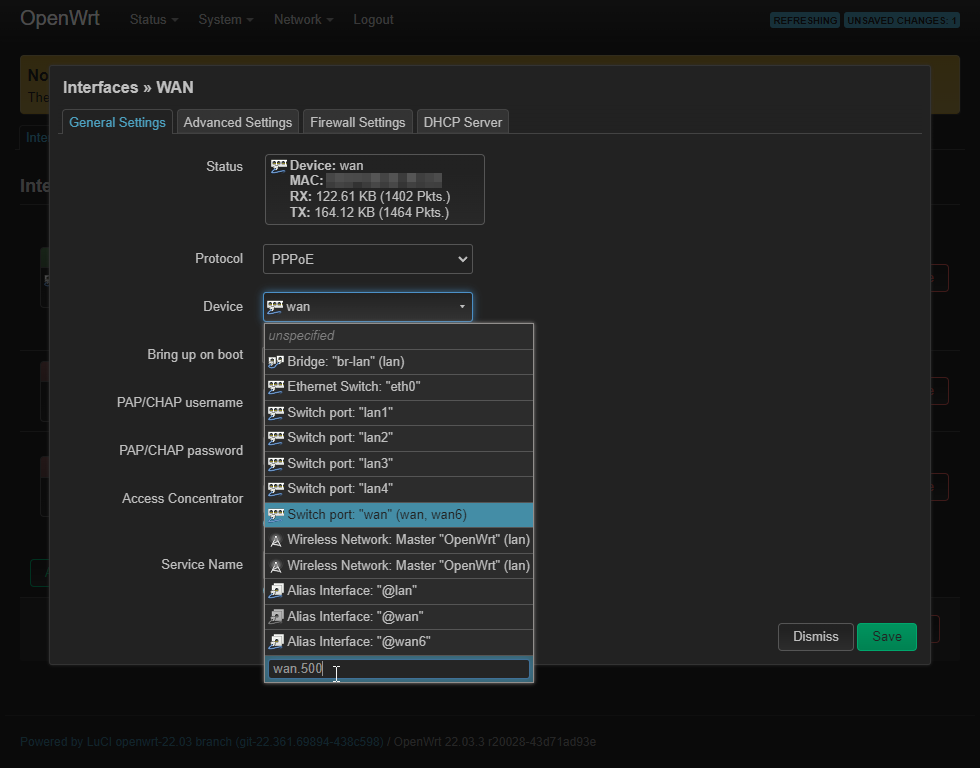 OpenWrt Status System Network Logout REFRESHING UNSAVED CHANGES: 1
No
The
Interfaces » WAN
General Settings Advanced Settings Firewall Settings DHCP Server
Inte
Inte
Status
Device: wan
MAC:
RX: 122.61 KB (1402 Pkts.)
TX: 164.12 KB (1464 Pkts.)
Protocol PPPoE
Device wan
unspecified
Bring up on boot
Bridge: "br-lan" (lan)
Ethernet Switch: "eth0"
PAP/CHAP username
Switch port: "lan1"
Switch port: "lan2"
PAP/CHAP password
Switch port: "lan3"
Switch port: "lan4"
Access Concentrator
Switch port: "wan" (wan, wan6)
Wireless Network: Master "OpenWrt" (lan)
Service Name
Wireless Network: Master "OpenWrt" (lan)
Alias Interface: "@lan"
Alias Interface: "@wan"
Alias Interface: "@wan6"
Dismiss Save
wan.500
Powered by LuCI openwrt-22.03 branch (git-22.361.69894-438c598) / OpenWrt 22.03.3 r20028-43d71ad93e